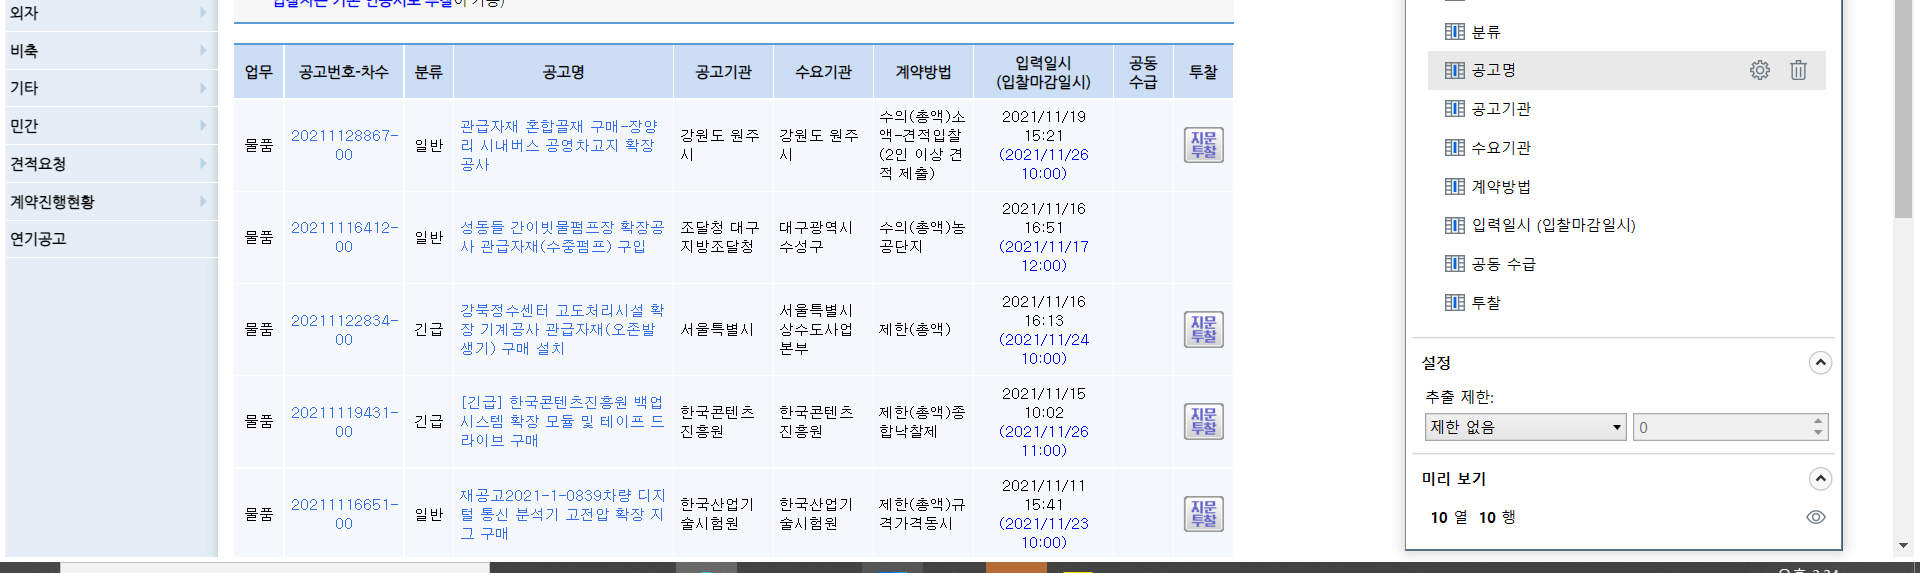 외자
비축
기타
민간
견적요청
계약진행현황
연기공고
업무 공고번호-차수 분류 공고명 공고기관 수요기관 계약방법 입력일시 (입찰마감일시) 공동 수급 투찰
물품
20211128867-
00
일반
관급자재 혼합골재 구매-장양
리 시내버스 공영차고지 확장
공사
강원도 원주
시
강원도 원주
시
수의(총액)소
액-견적입찰
(2인 이상 견
적 제출)
2021/11/19
15:21
(2021/11/26
10:00)
지문
투찰
물품
20211116412-
00
일반
성동들 간이빗물펌프장 확장공
사 관급자재(수중펌프) 구입
조달청 대구
지방조달청
대구광역시
수성구
수의(총액)농
공단지
2021/11/16
16:51
(2021/11/17
12:00)
물품
20211122834-
00
긴급
강북정수센터 고도처리시설 확
장 기계공사 관급자재(오존발
생기) 구매 설치
서울특별시
서울특별시
상수도사업
본부
제한(총액)
2021/11/16
16:13
(2021/11/24
10:00)
지문
투찰
물품
20211119431-
00
긴급
[긴급] 한국콘텐츠진흥원 백업
시스템 확장 모듈 및 테이프 드
라이브 구매
한국콘텐츠
진흥원
한국콘텐츠
진흥원
제한(총액)종
합낙찰제
2021/11/15
10:02
(2021/11/26
11:00)
지문
투찰
물품
20211116651-
00
일반
재공고2021-1-0839차량 디지
털 통신 분석기 고전압 확장 지
그 구매
한국산업기
술시험원
한국산업기
술시험원
제한(총액)규
격가격동시
2021/11/11
15:41
(2021/11/23
10:00)
지문
투찰
분류
공고명
공고기관
수요기관
계약방법
입력일시 (입찰마감일시)
공동 수급
투찰
설정
추출 제한:
제한 없음 0
미리 보기
10 열 10 행